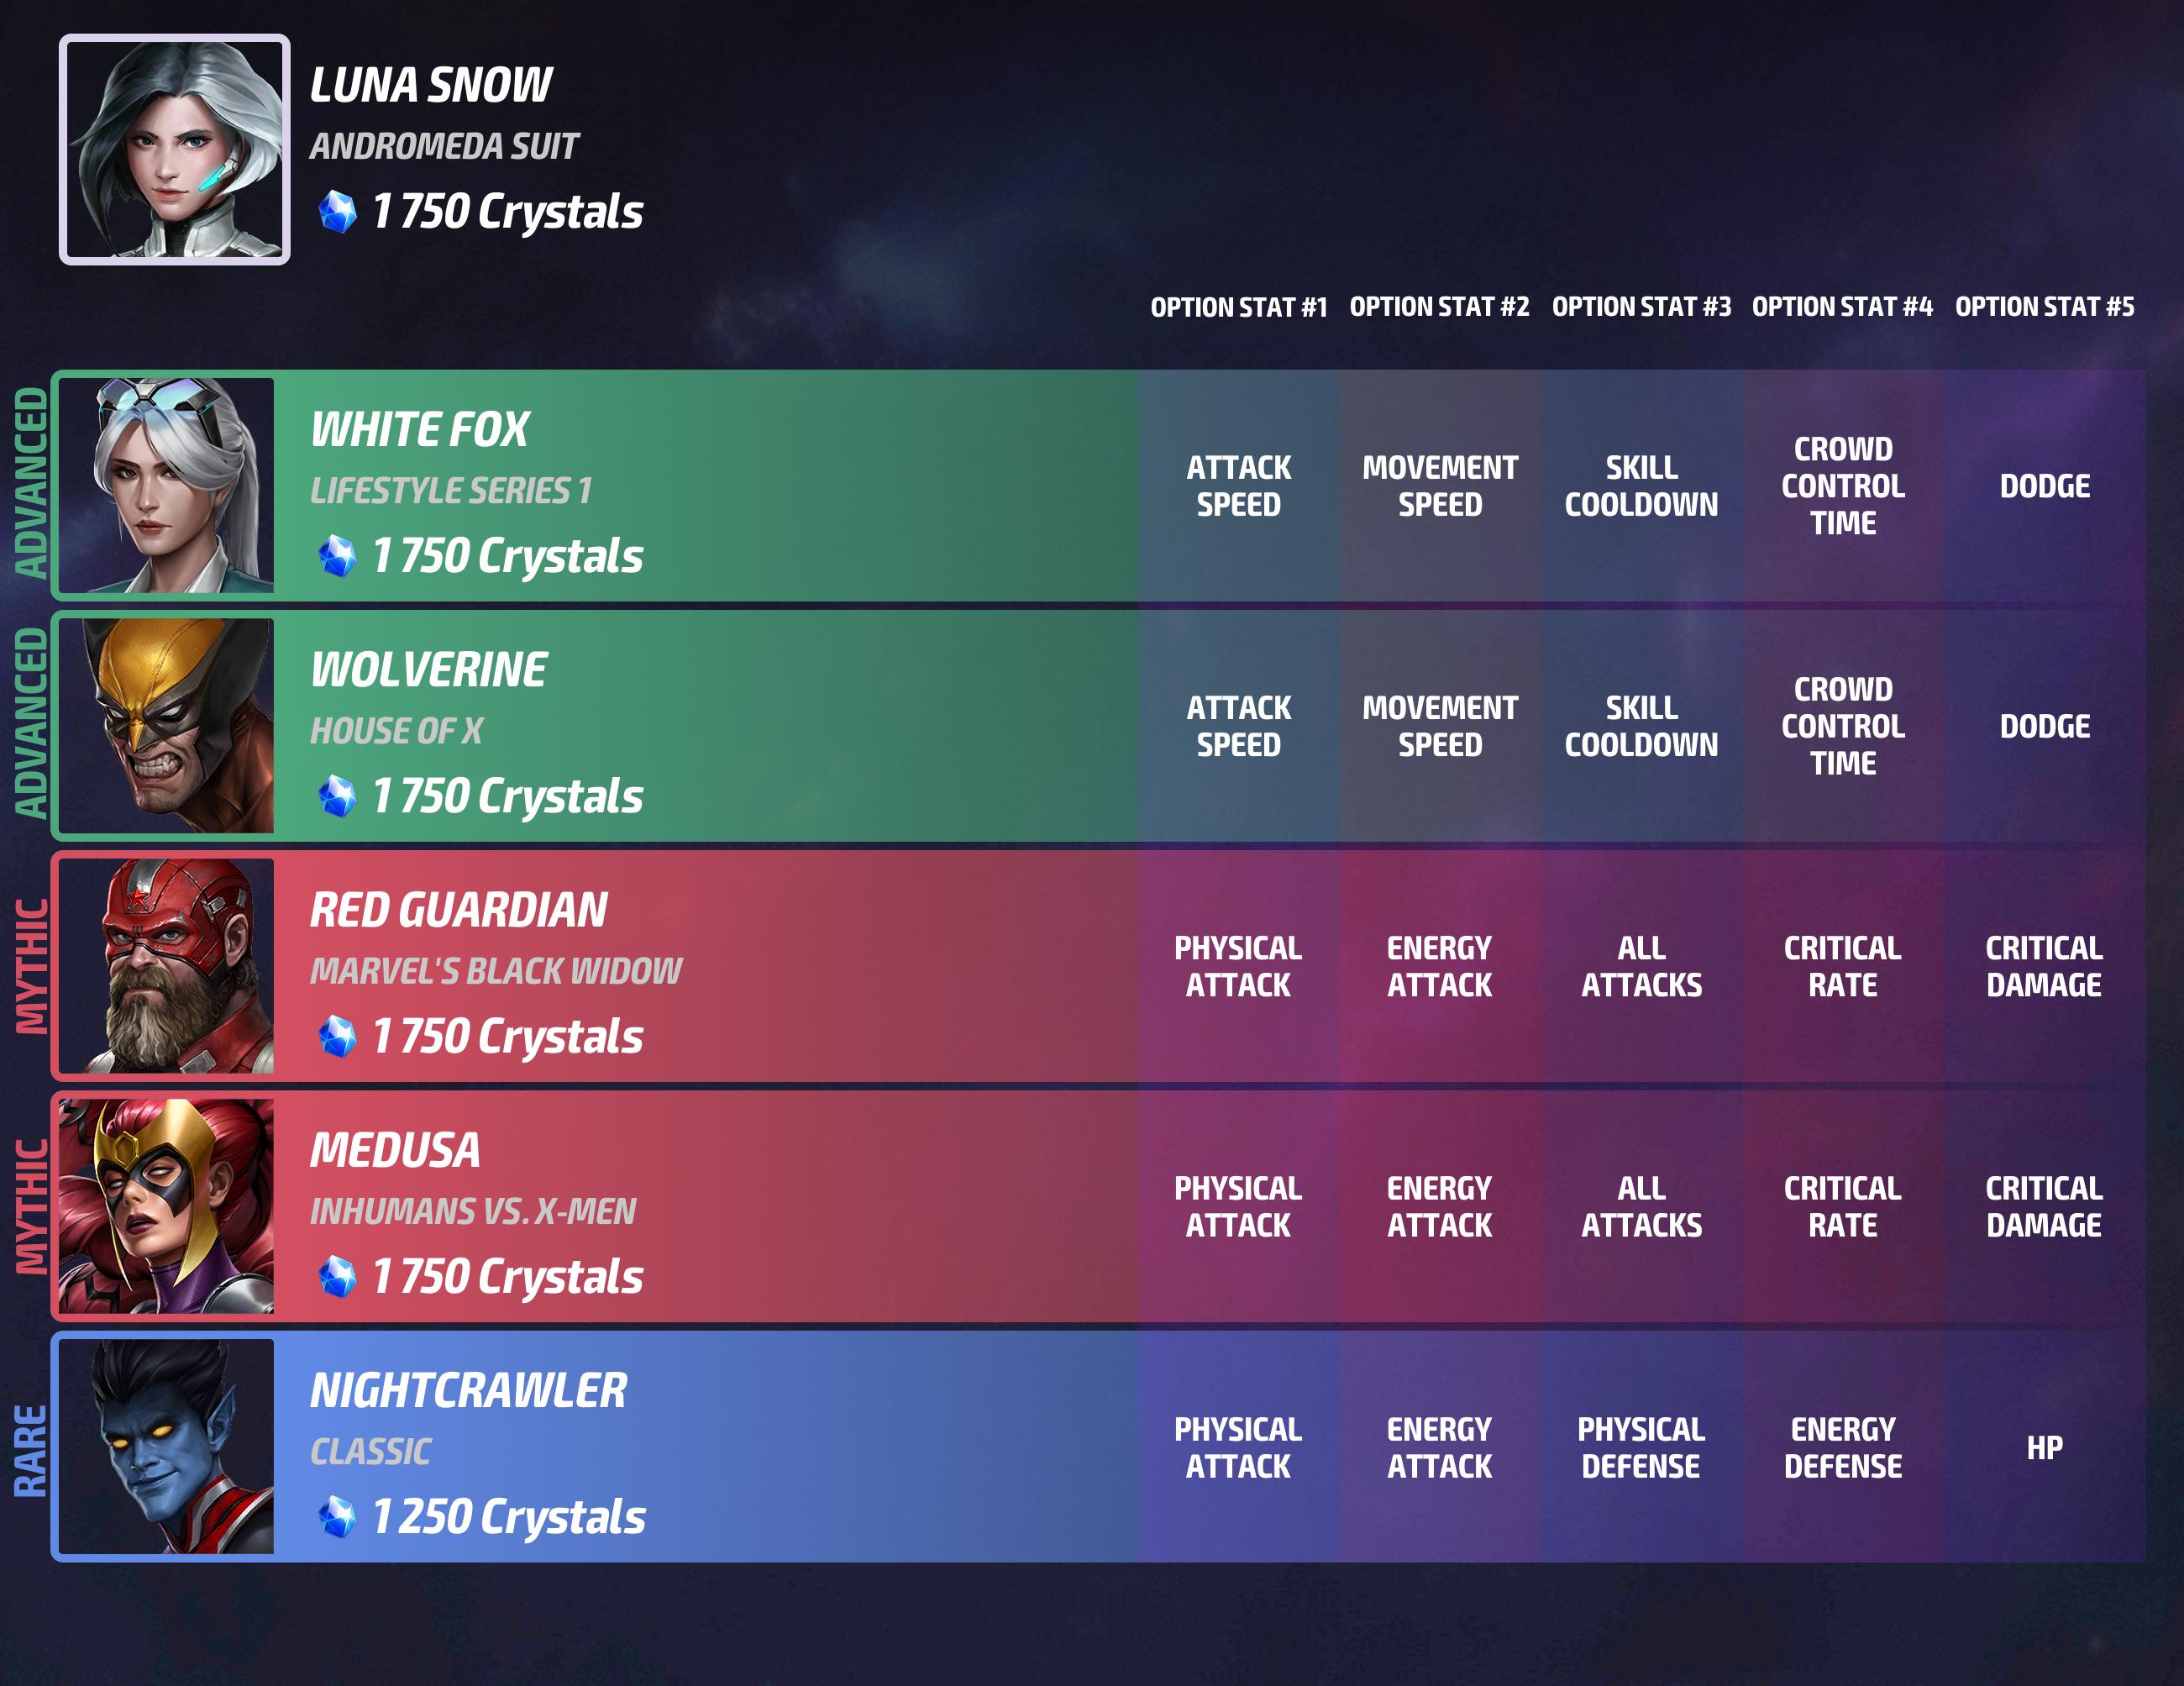 LUNA SNOW
ANDROMEDA SUIT
1 750 Crystals
OPTION STAT #1 OPTION STAT #2 OPTION STAT #3 OPTION STAT #4 OPTION STAT #5
ADVANCED
WHITE FOX
LIFESTYLE SERIES 1
1 750 Crystals
ATTACK
SPEED
MOVEMENT
SPEED
SKILL
COOLDOWN
CROWD
CONTROL
TIME
DODGE
ADVANCED
WOLVERINE
HOUSE OF X
1 750 Crystals
ATTACK
SPEED
MOVEMENT
SPEED
SKILL
COOLDOWN
CROWD
CONTROL
TIME
DODGE
MYTHIC
RED GUARDIAN
MARVEL'S BLACK WIDOW
1 750 Crystals
PHYSICAL
ATTACK
ENERGY
ATTACK
ALL
ATTACKS
CRITICAL
RATE
CRITICAL
DAMAGE
MYTHIC
MEDUSA
INHUMANS VS. X-MEN
1 750 Crystals
PHYSICAL
ATTACK
ENERGY
ATTACK
ALL
ATTACKS
CRITICAL
RATE
CRITICAL
DAMAGE
RARE
NIGHTCRAWLER
CLASSIC
1 250 Crystals
PHYSICAL
ATTACK
ENERGY
ATTACK
PHYSICAL
DEFENSE
ENERGY
DEFENSE
HP